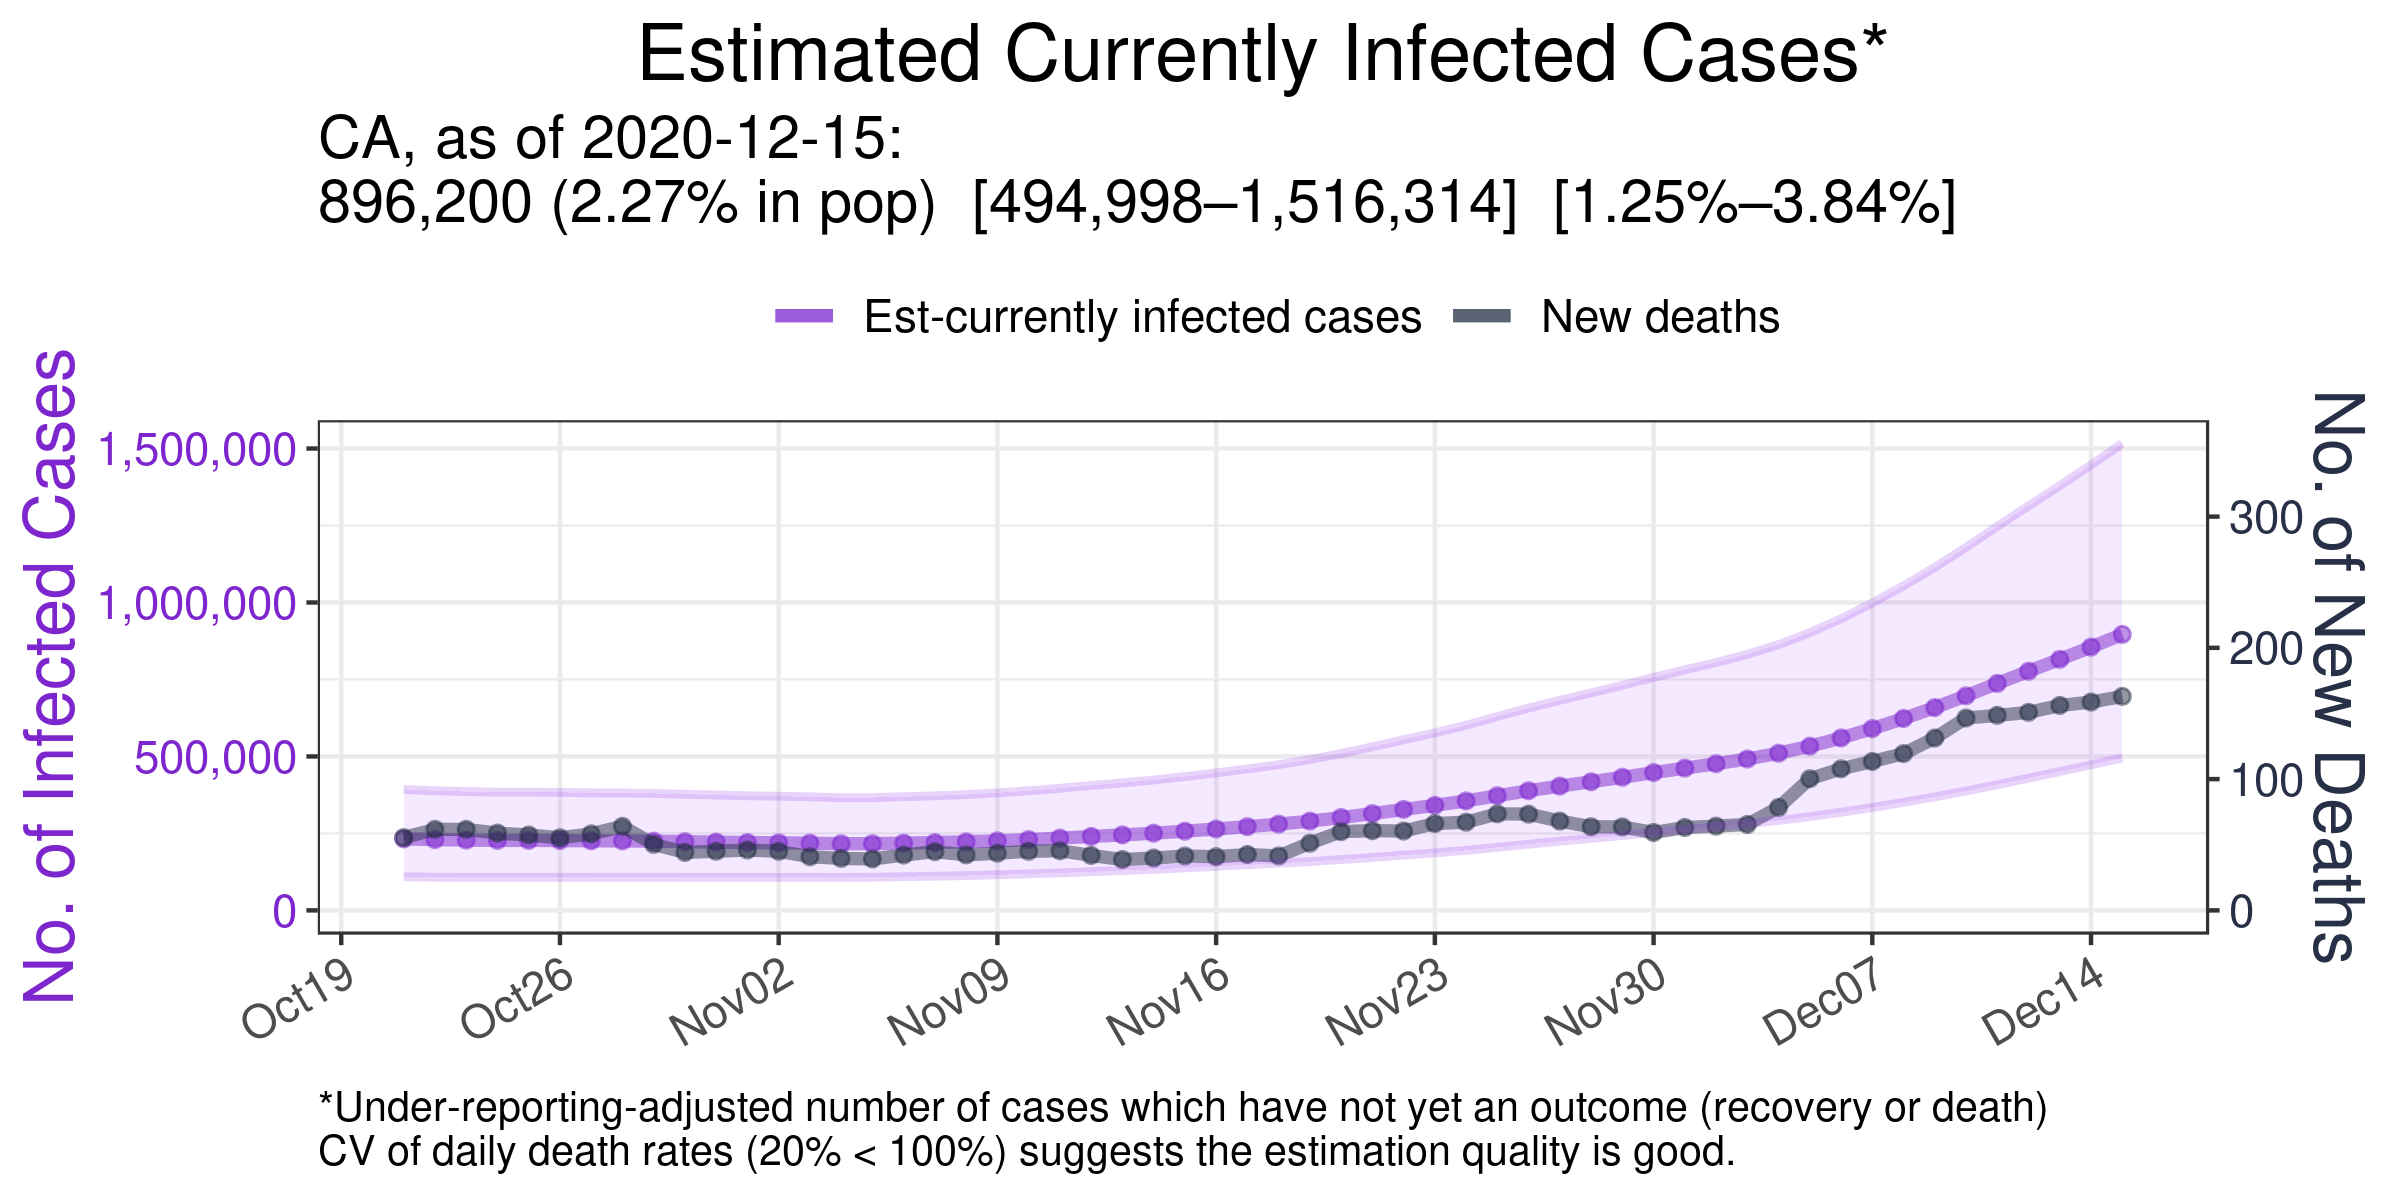 Estimated Currently Infected Cases*
CA, as of 2020-12-15:
896,200 (2.27% in pop) [494,998–1,516,314] [1.25%–3.84%]
Est-currently infected cases
New deaths
No. of Infected Cases
1,500,000
1,000,000
500,000
0
No. of New Deaths
300
200
100
0
Oct19
Oct26
Nov02
Nov09
Nov16
Nov23
Nov30
Dec07
Dec14
*Under-reporting-adjusted number of cases which have not yet an outcome (recovery or death)
CV of daily death rates (20% < 100%) suggests the estimation quality is good.